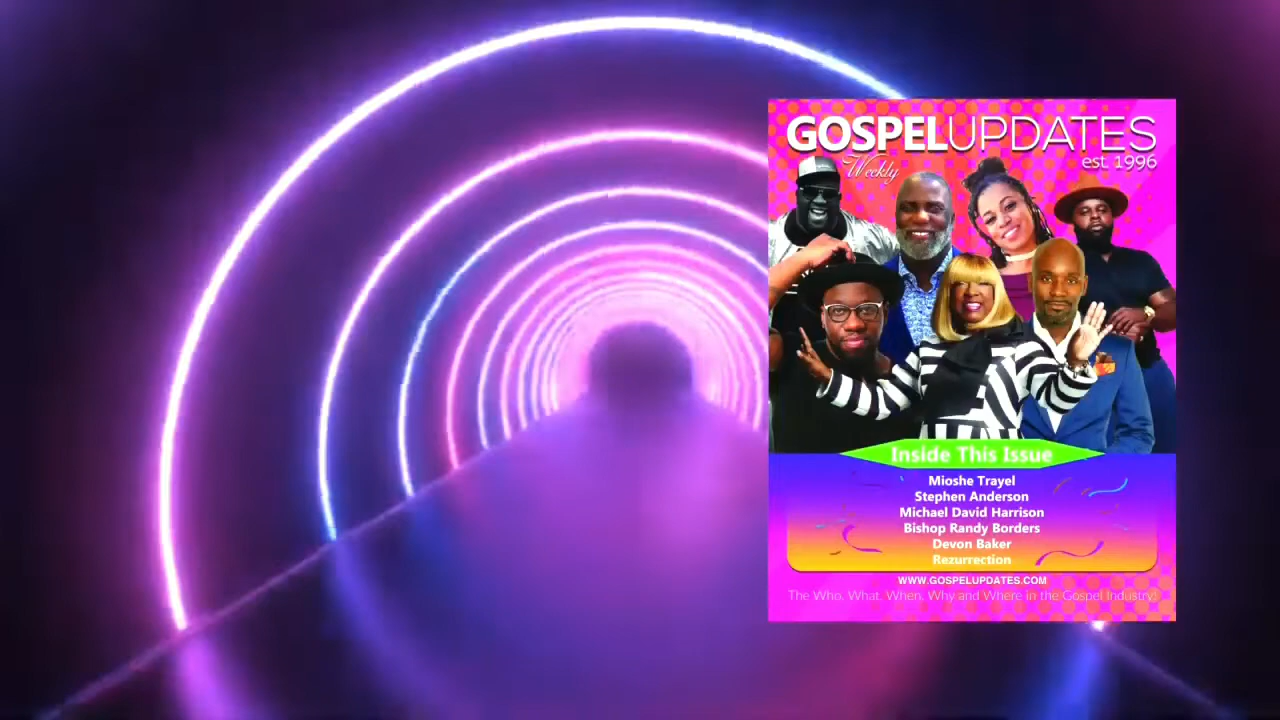 GOSPELUPDATES
Weekly
est. 1996
Inside This Issue
Mioshe Trayel
Stephen Anderson
Michael David Harrison
Bishop Randy Borders
Devon Baker
Rezurrection
WWW.GOSPELUPDATES.COM
The Who, What, When, Why and Where in the Gospel Industry!